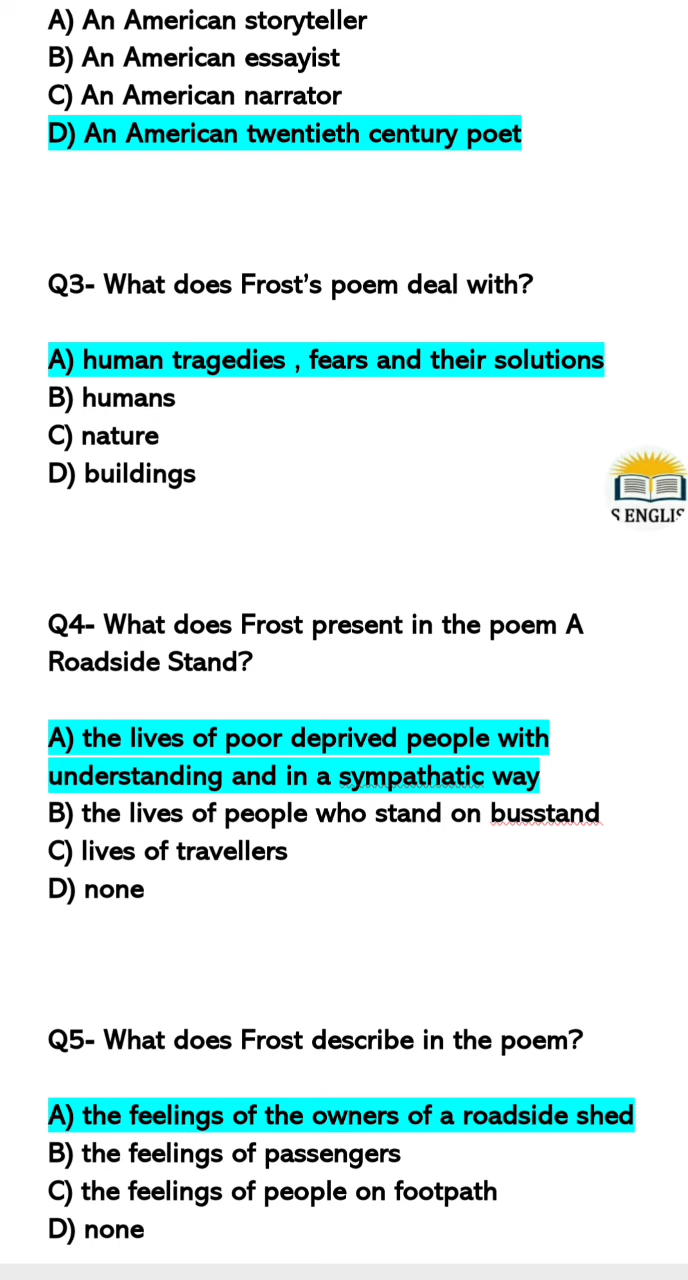 A) An American storyteller
B) An American essayist
C) An American narrator
D) An American twentieth century poet
Q3- What does Frost's poem deal with?
A) human tragedies , fears and their solutions
B) humans
C) nature
D) buildings
S ENGLIS
Q4- What does Frost present in the poem A
Roadside Stand?
A) the lives of poor deprived people with
understanding and in a sympathatic way
B) the lives of people who stand on busstand
C) lives of travellers
D) none
Q5- What does Frost describe in the poem?
A) the feelings of the owners of a roadside shed
B) the feelings of passengers
C) the feelings of people on footpath
D) none